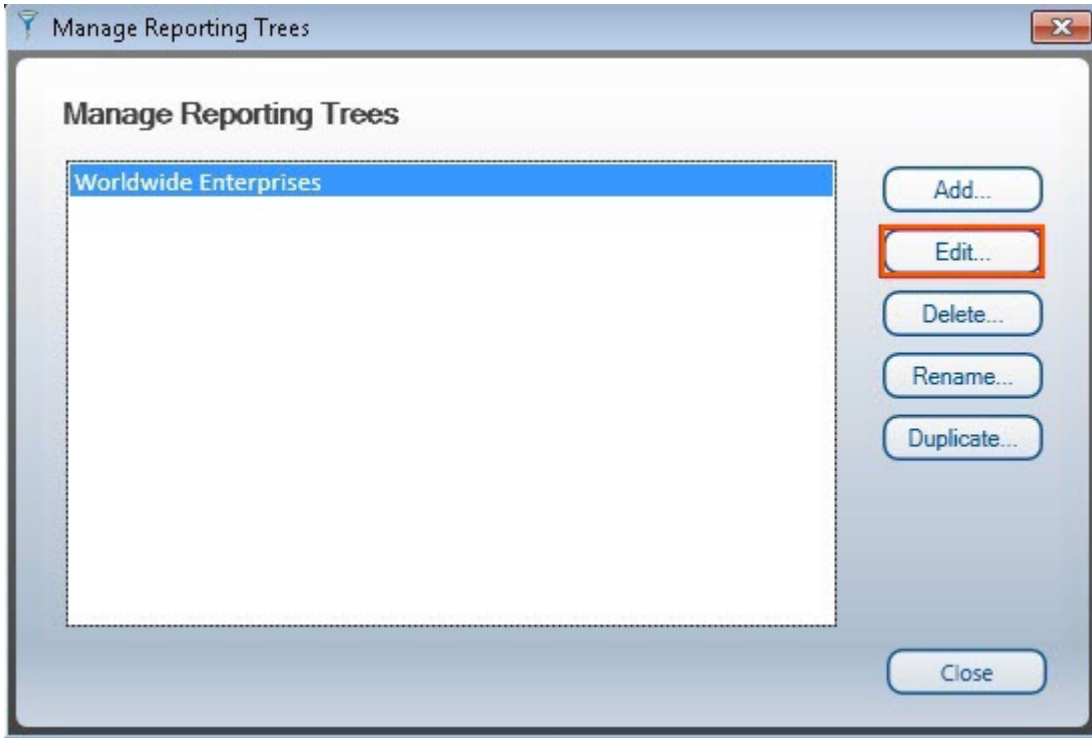 Manage Reporting Trees
Manage Reporting Trees
Worldwide Enterprises
Add...
Edit...
Delete...
Rename...
Duplicate...
Close